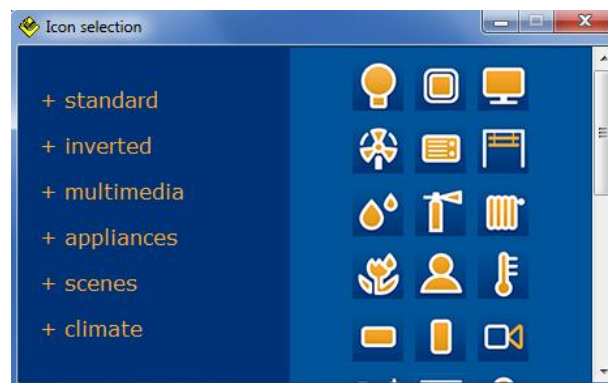 Icon selection
+ standard
+ inverted
+ multimedia
+ appliances
+ scenes
+ climate